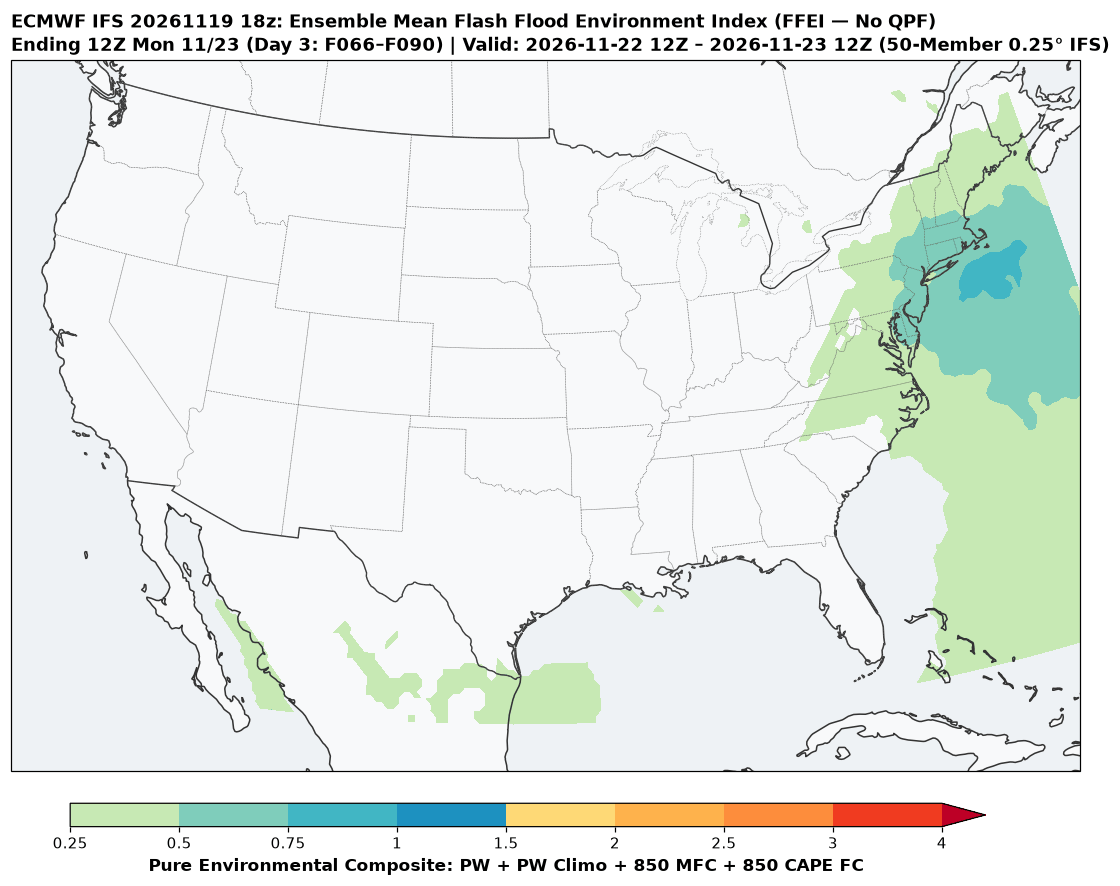 ECMWF IFS 20261119 18z: Ensemble Mean Flash Flood Environment Index (FFEI — No QPF)
Ending 12Z Mon 11/23 (Day 3: F066–F090) | Valid: 2026-11-22 12Z – 2026-11-23 12Z (50-Member 0.25° IFS)
0.25 0.5 0.75 1 1.5 2 2.5 3 4
Pure Environmental Composite: PW + PW Climo + 850 MFC + 850 CAPE FC